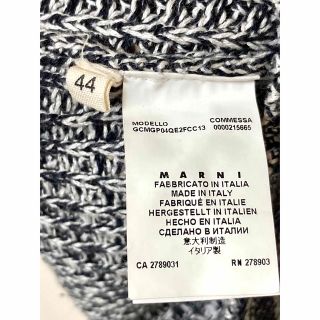 44
MODELLO COMMESSA
GCMGP04QE2FCC13 0000215665
MARNI
FABBRICATO IN ITALIA
MADE IN ITALY
FABRIQUÉ EN ITALIE
HERGESTELLT IN ITALIEN
HECHO EN ITALIA
СДЕЛАНО В ИТАЛИИ
意大利制造
イタリア製
CA 2789031 RN 278903